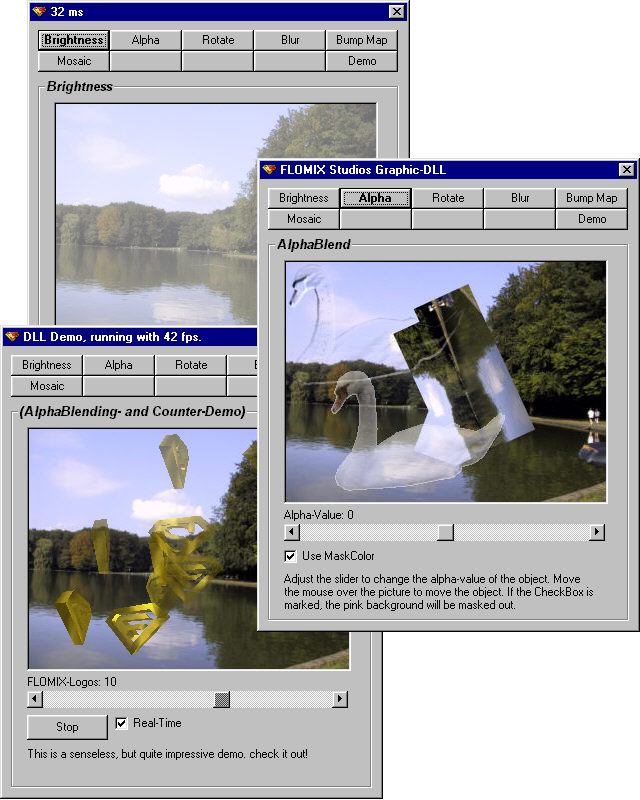 32 ms
Brightness Alpha Rotate Blur Bump Map
Mosaic Demo
Brightness
FLOMIX Studios Graphic-DLL
Brightness Alpha Rotate Blur Bump Map
Mosaic Demo
AlphaBlend
Alpha-Value: 0
Use MaskColor
Adjust the slider to change the alpha-value of the object. Move
the mouse over the picture to move the object. If the CheckBox is
marked, the pink background will be masked out.
DLL Demo, running with 42 fps.
Brightness Alpha Rotate
Mosaic
(AlphaBlending- and Counter-Demo)
FLOMIX-Logos: 10
Stop Real-Time
This is a senseless, but quite impressive demo. check it out!